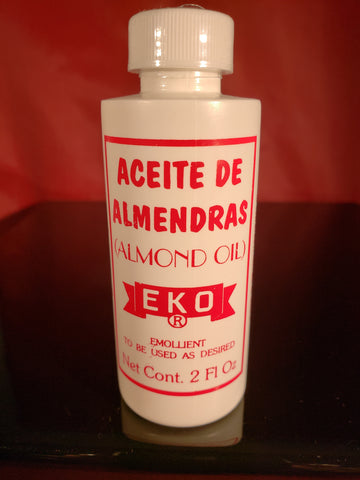 ACEITE DE
ALMENDRAS
(ALMOND OIL)
EKO
®
EMOLLIENT
TO BE USED AS DESIRED
Net Cont. 2 Fl Oz